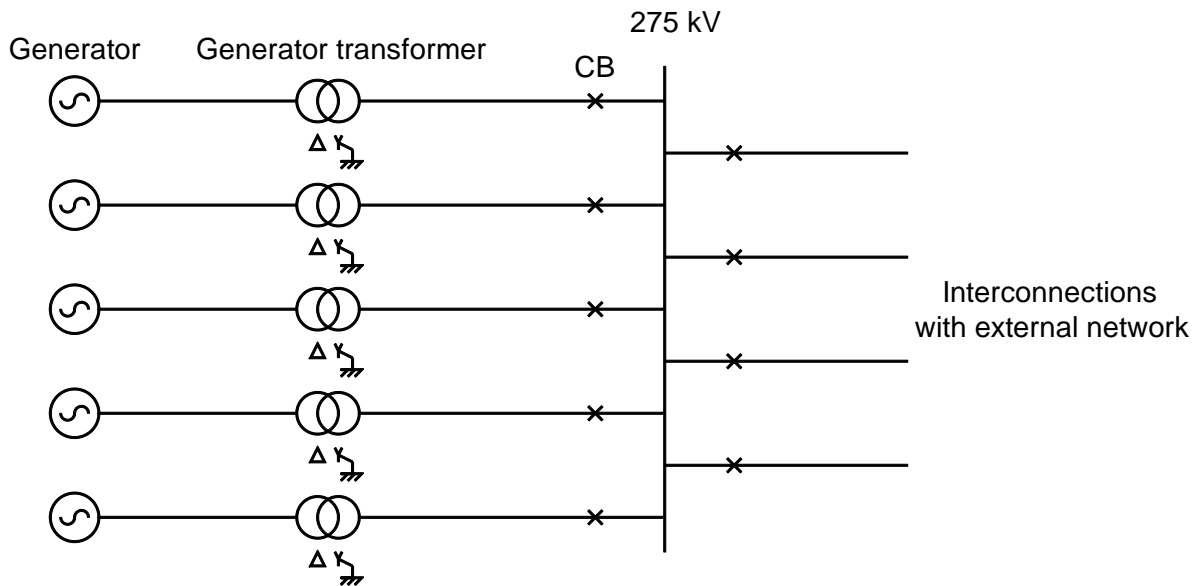 275 kV
Generator
Generator transformer
CB
Interconnections
with external network